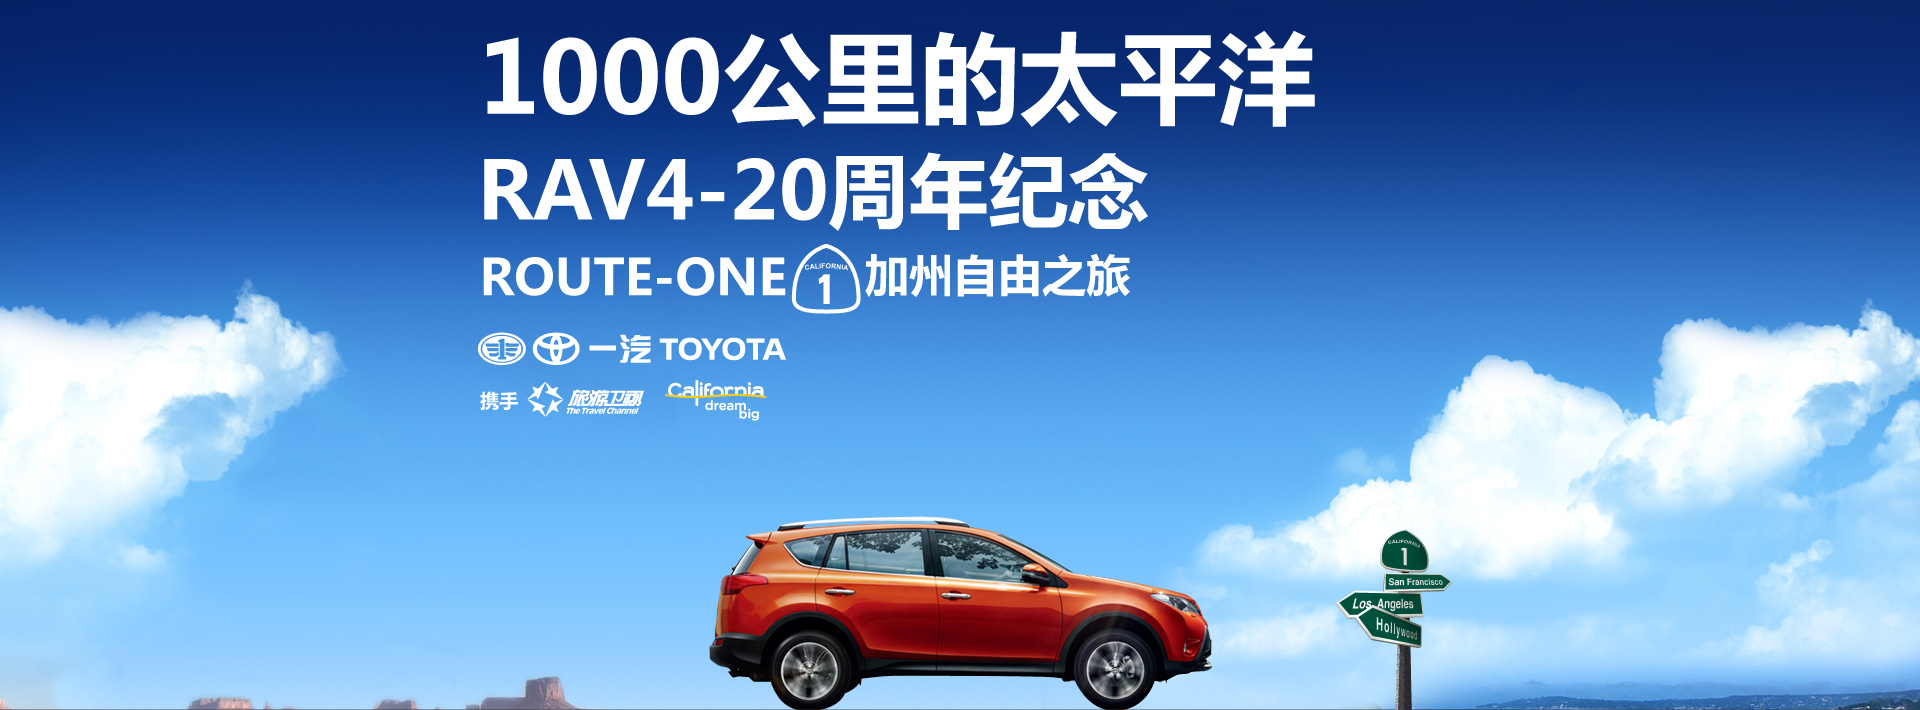 1000公里的太平洋
RAV4-20周年纪念
ROUTE-ONE CALIFORNIA 1 加州自由之旅
一汽 TOYOTA
携手 旅游卫视 The Travel Channel California dream big
CALIFORNIA
1
San Francisco
Los Angeles
Hollywood